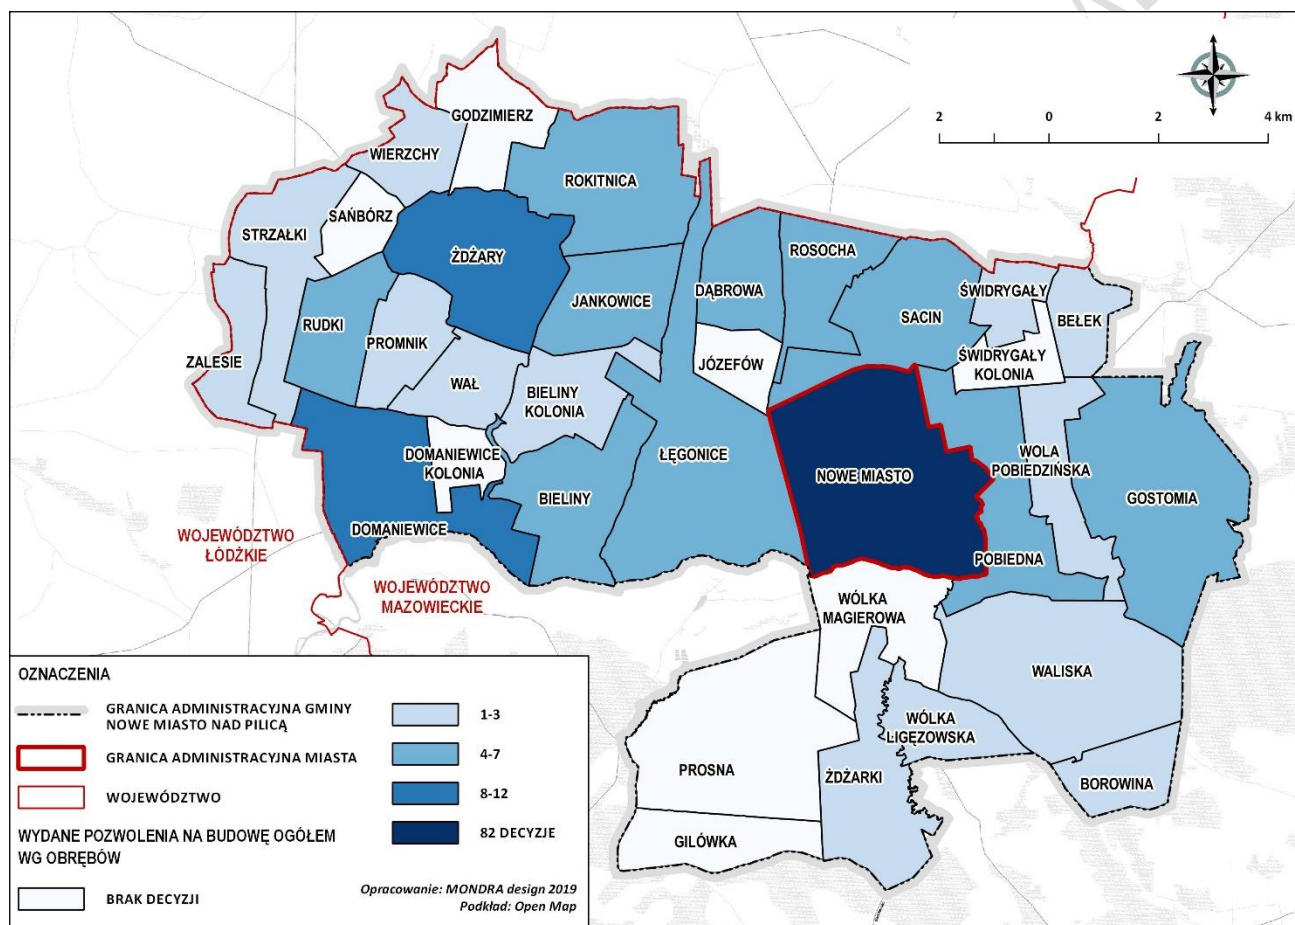 2 0 2 4 km
GODZIMIERZ
WIERZCHY
ROKITNICA
SAŃBÓRZ
STRZAŁKI
ŻDŻARY
ROSOCHA
DĄBROWA
JANKOWICE
ŚWIDRYGAŁY
SACIN
BEŁEK
RUDKI
PROMNIK
ZALESIE
JÓZEFÓW
ŚWIDRYGAŁY
KOLONIA
WAŁ
BIELINY
KOLONIA
DOMANIEWICE
KOLONIA
ŁĘGONICE
WOLA
POBIEDZIŃSKA
NOWE MIASTO
GOSTOMIA
BIELINY
DOMANIEWICE
WOJEWÓDZTWO
ŁÓDZKIE
POBIEDNA
WOJEWÓDZTWO
MAZOWIECKIE
WÓLKA
MAGIEROWA
WALISKA
WÓLKA
LIGĘZOWSKA
PROSNA
ŻDŻARKI
BOROWINA
GILÓWKA
OZNACZENIA
GRANICA ADMINISTRACYJNA GMINY
NOWE MIASTO NAD PILICĄ
GRANICA ADMINISTRACYJNA MIASTA
WOJEWÓDZTWO
WYDANE POZWOLENIA NA BUDOWĘ OGÓŁEM
WG OBRĘBÓW
BRAK DECYZJI
1-3
4-7
8-12
82 DECYZJE
Opracowanie: MONDRA design 2019
Podkład: Open Map